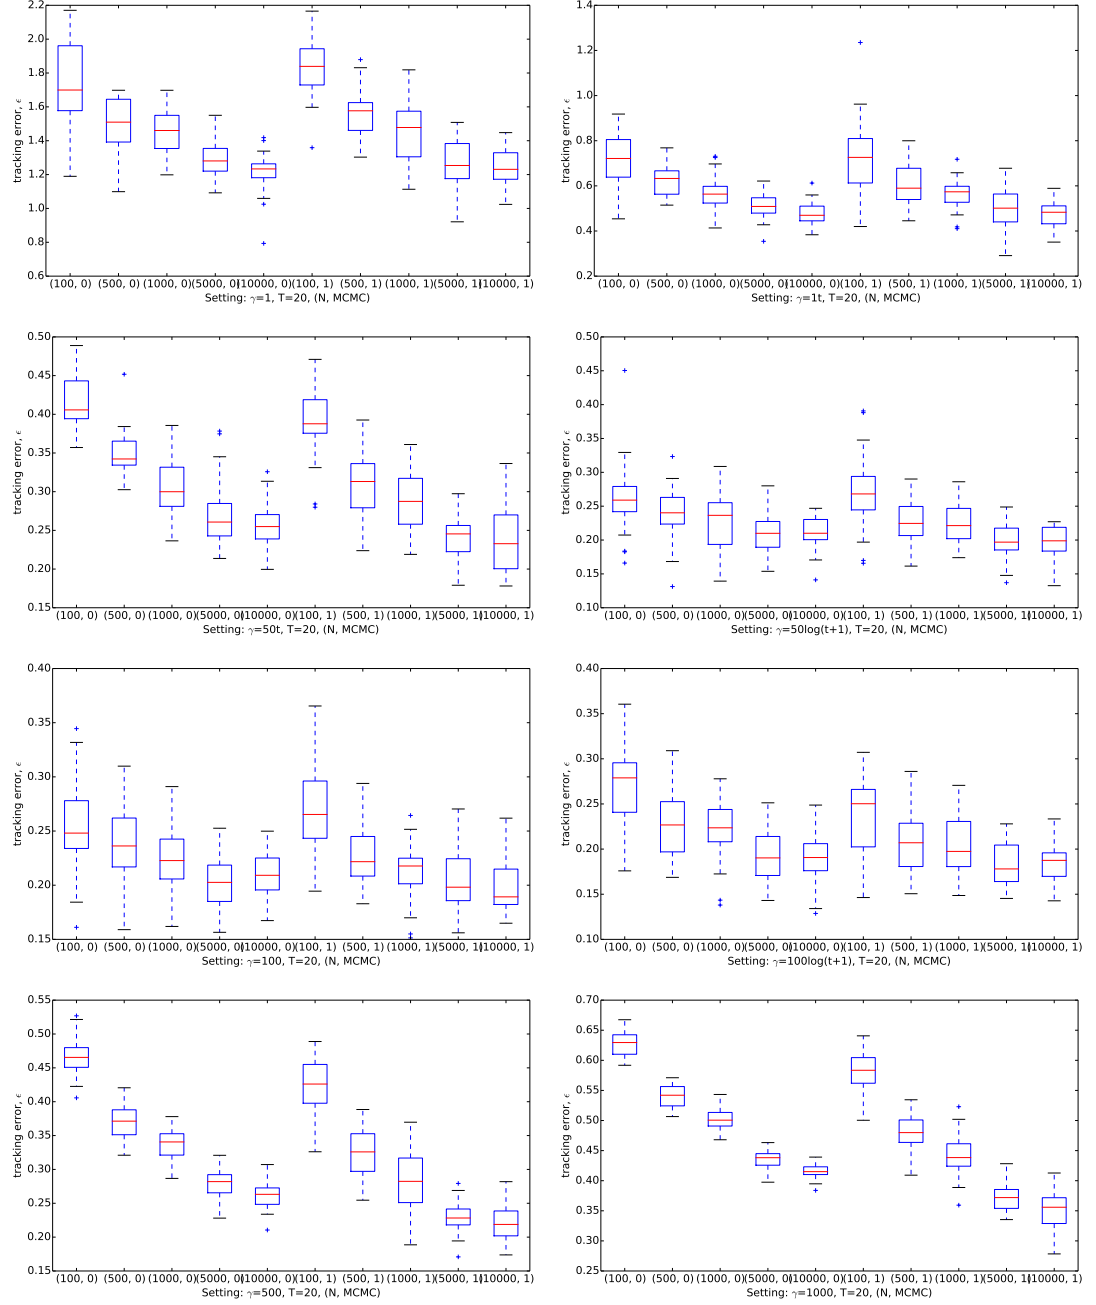 2.2
2.0
1.8
1.6
1.4
1.2
1.0
0.8
0.6
tracking error, ϵ
(100, 0) (500, 0) (1000, 0) (5000, 0) (10000, 0) (100, 1) (500, 1) (1000, 1) (5000, 1) (10000, 1)
Setting: γ=1, T=20, (N, MCMC)
1.4
1.2
1.0
0.8
0.6
0.4
0.2
tracking error, ϵ
(100, 0) (500, 0) (1000, 0) (5000, 0) (10000, 0) (100, 1) (500, 1) (1000, 1) (5000, 1) (10000, 1)
Setting: γ=1t, T=20, (N, MCMC)
0.50
0.45
0.40
0.35
0.30
0.25
0.20
0.15
tracking error, ϵ
(100, 0) (500, 0) (1000, 0) (5000, 0) (10000, 0) (100, 1) (500, 1) (1000, 1) (5000, 1) (10000, 1)
Setting: γ=50t, T=20, (N, MCMC)
0.50
0.45
0.40
0.35
0.30
0.25
0.20
0.15
0.10
tracking error, ϵ
(100, 0) (500, 0) (1000, 0) (5000, 0) (10000, 0) (100, 1) (500, 1) (1000, 1) (5000, 1) (10000, 1)
Setting: γ=50log(t+1), T=20, (N, MCMC)
0.40
0.35
0.30
0.25
0.20
0.15
tracking error, ϵ
(100, 0) (500, 0) (1000, 0) (5000, 0) (10000, 0) (100, 1) (500, 1) (1000, 1) (5000, 1) (10000, 1)
Setting: γ=100, T=20, (N, MCMC)
0.40
0.35
0.30
0.25
0.20
0.15
0.10
tracking error, ϵ
(100, 0) (500, 0) (1000, 0) (5000, 0) (10000, 0) (100, 1) (500, 1) (1000, 1) (5000, 1) (10000, 1)
Setting: γ=100log(t+1), T=20, (N, MCMC)
0.55
0.50
0.45
0.40
0.35
0.30
0.25
0.20
0.15
tracking error, ϵ
(100, 0) (500, 0) (1000, 0) (5000, 0) (10000, 0) (100, 1) (500, 1) (1000, 1) (5000, 1) (10000, 1)
Setting: γ=500, T=20, (N, MCMC)
0.70
0.65
0.60
0.55
0.50
0.45
0.40
0.35
0.30
0.25
tracking error, ϵ
(100, 0) (500, 0) (1000, 0) (5000, 0) (10000, 0) (100, 1) (500, 1) (1000, 1) (5000, 1) (10000, 1)
Setting: γ=1000, T=20, (N, MCMC)